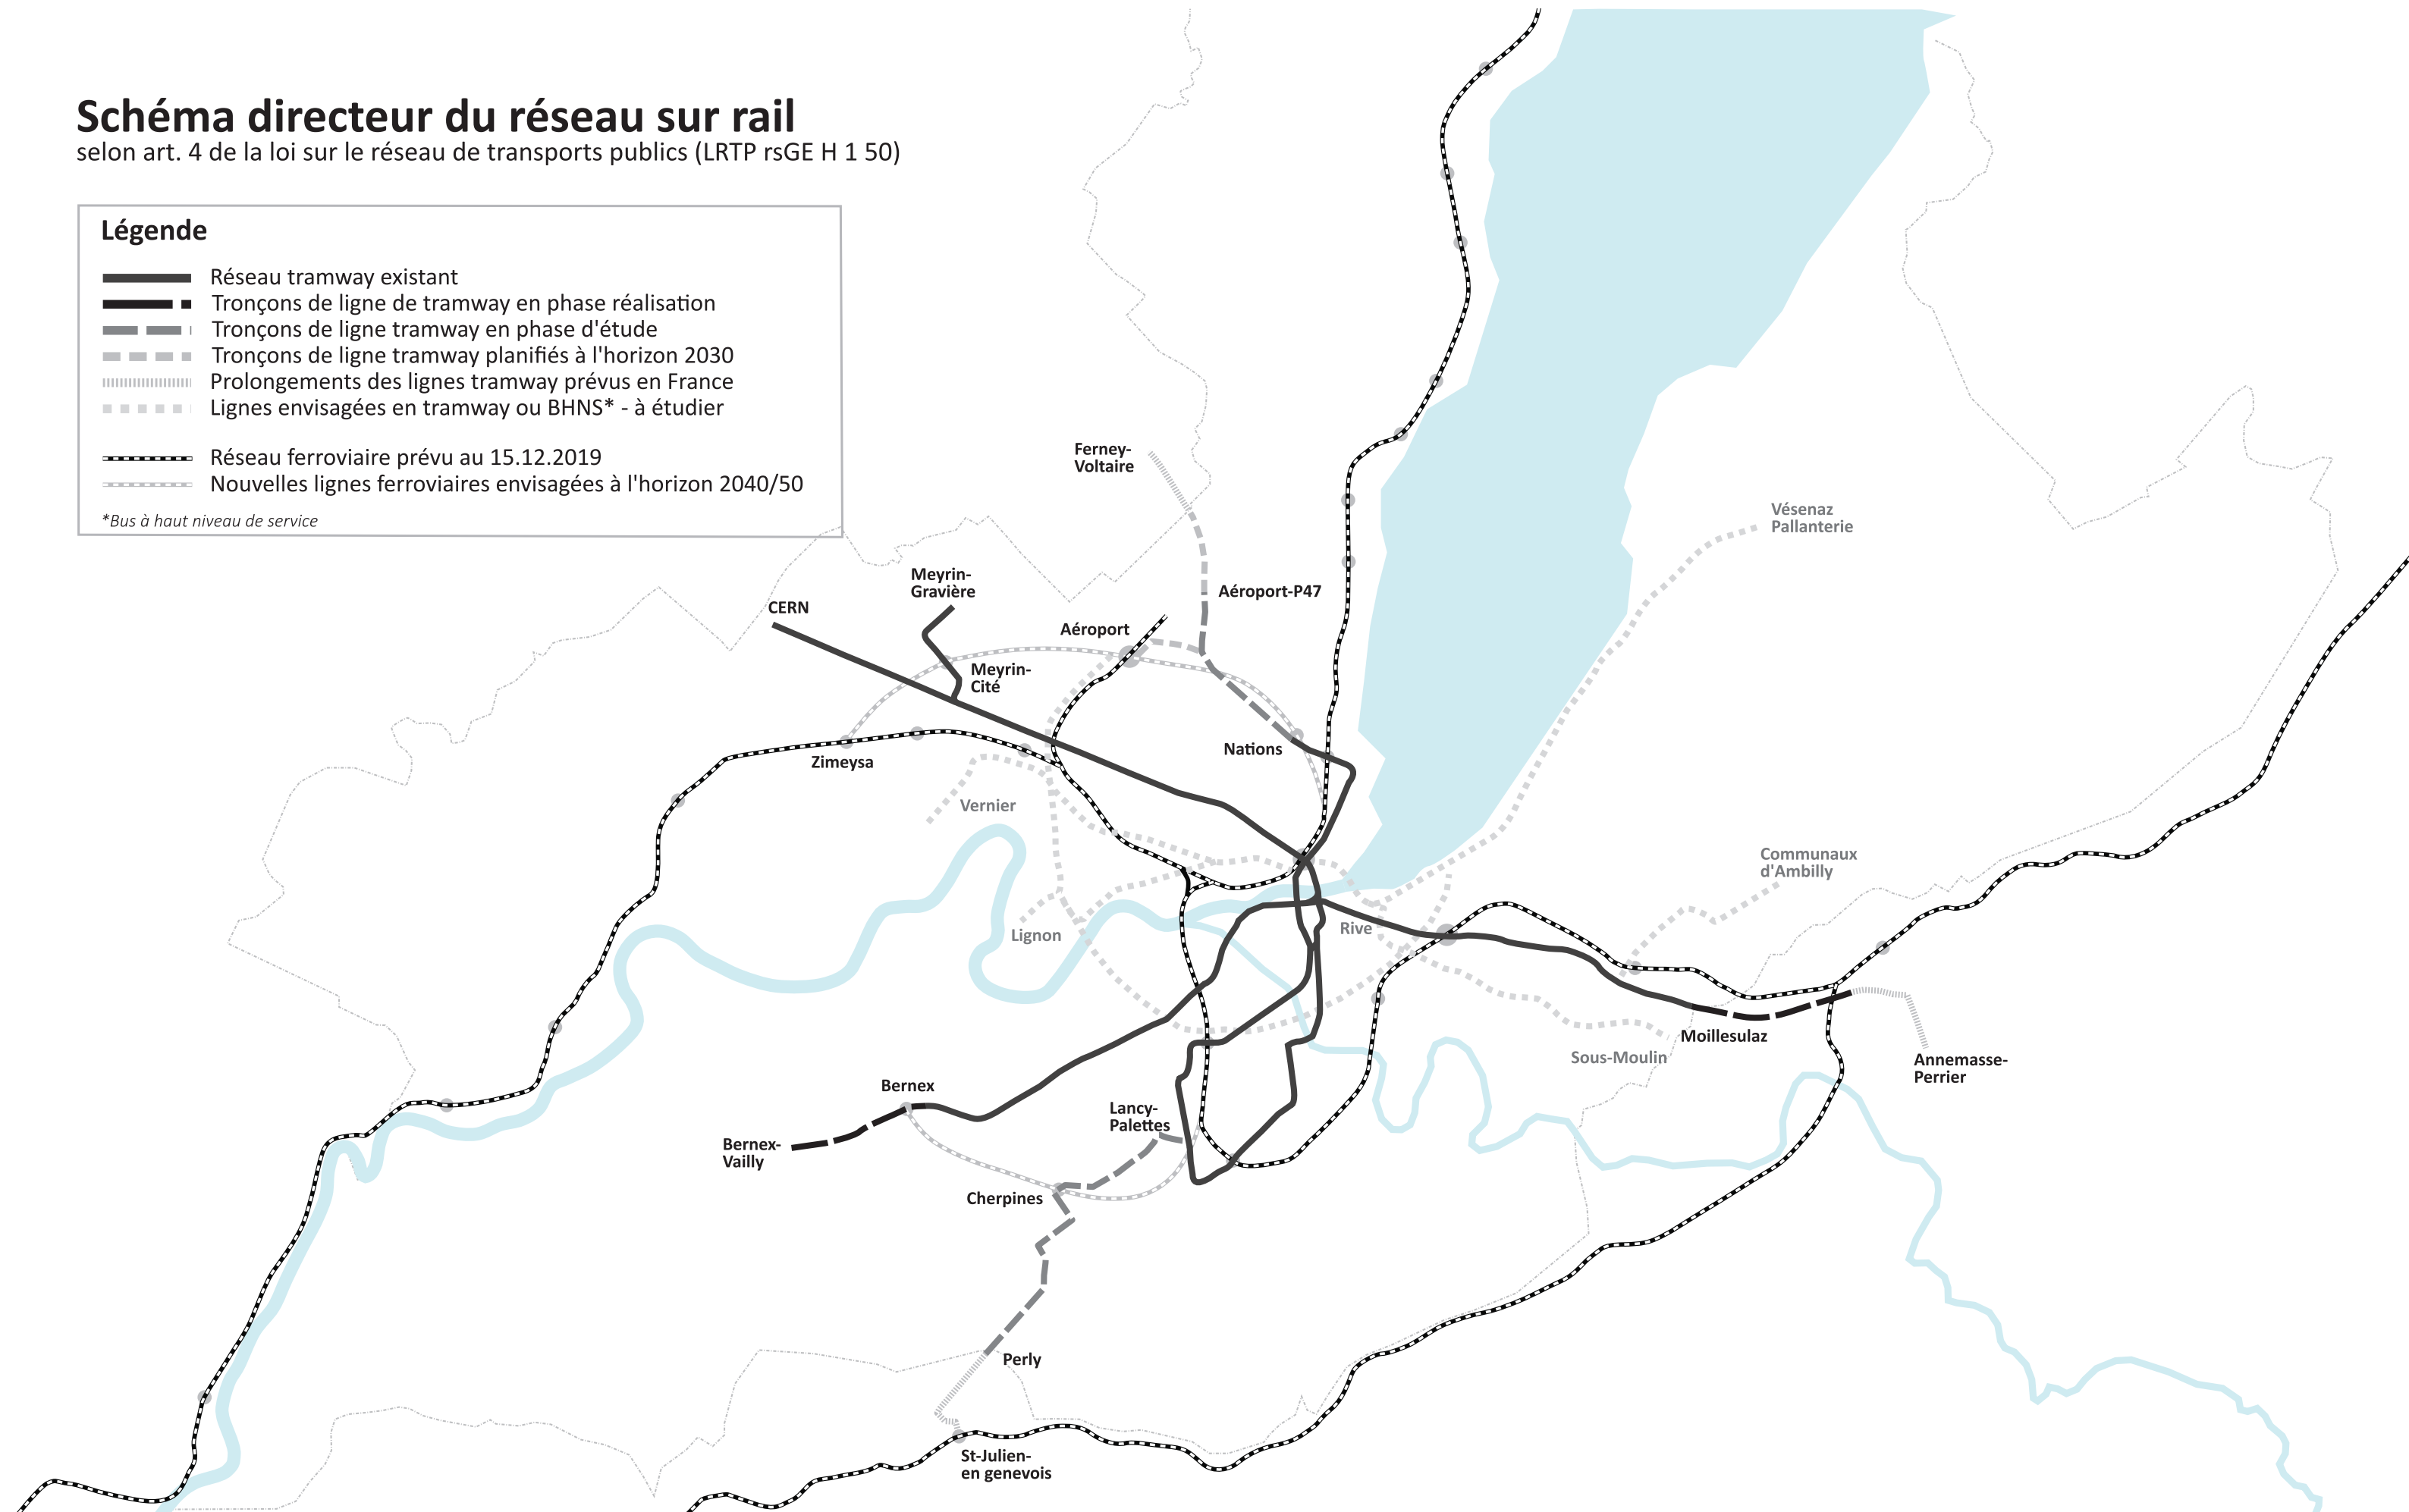 Schéma directeur du réseau sur rail
selon art. 4 de la loi sur le réseau de transports publics (LRTP rsGE H 1 50)
Légende
Réseau tramway existant
Tronçons de ligne de tramway en phase réalisation
Tronçons de ligne tramway en phase d'étude
Tronçons de ligne tramway planifiés à l'horizon 2030
Prolongements des lignes tramway prévus en France
Lignes envisagées en tramway ou BHNS* - à étudier
Réseau ferroviaire prévu au 15.12.2019
Nouvelles lignes ferroviaires envisagées à l'horizon 2040/50
*Bus à haut niveau de service
Ferney-
Voltaire
Vésenaz
Pallanterie
Meyrin-
Gravière
Aéroport-P47
CERN
Aéroport
Meyrin-
Cité
Nations
Zimeysa
Vernier
Communaux
d'Ambilly
Rive
Lignon
Moillesulaz
Sous-Moulin
Annemasse-
Perrier
Bernex
Lancy-
Palettes
Bernex-
Vailly
Cherpines
Perly
St-Julien-
en genevois